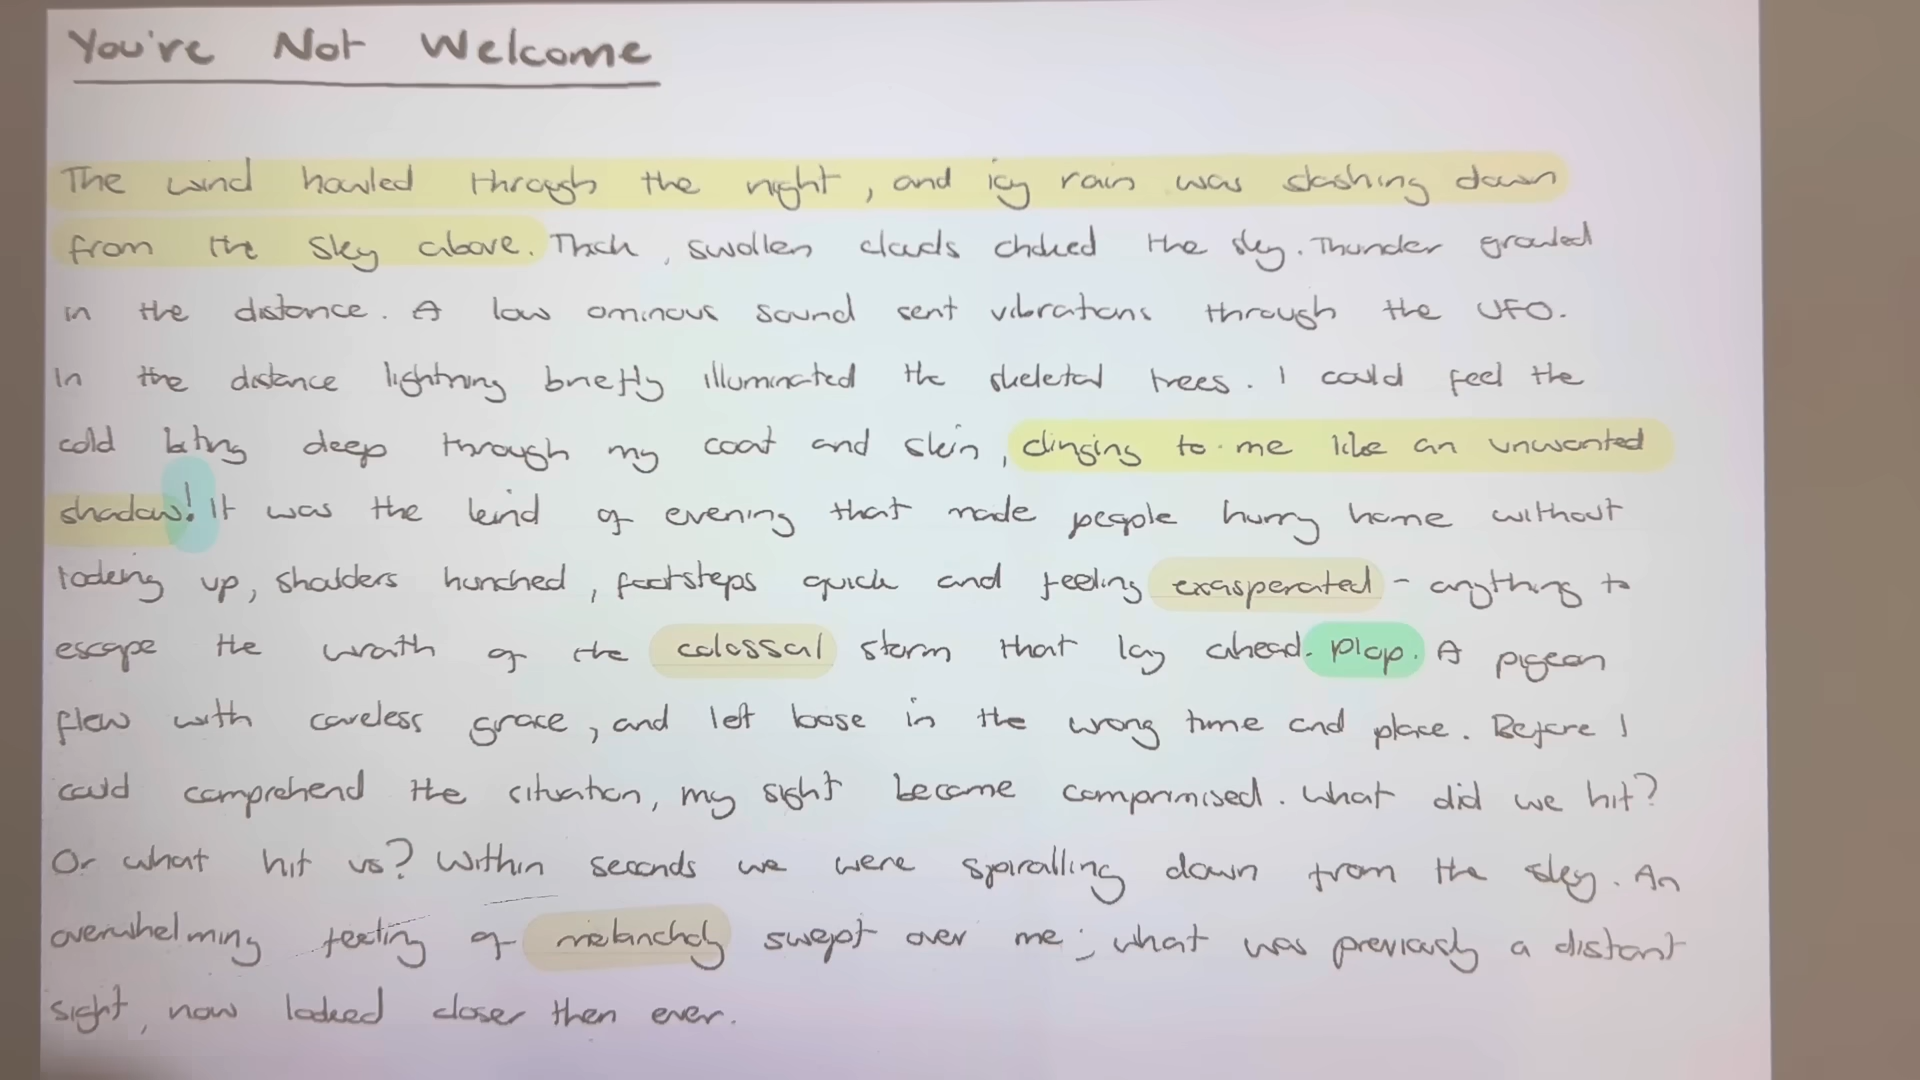 You're Not Welcome
The wind howled through the night, and icy rain was slashing down
from the sky above. Thick, swollen clouds choked the sky. Thunder growled
in the distance. A low ominous sound sent vibrations through the UFO.
In the distance lightning briefly illuminated the skeletal trees. I could feel the
cold biting deep through my coat and skin, clinging to me like an unwanted
shadow! It was the kind of evening that made people hurry home without
looking up, shoulders hunched, footsteps quick and feeling exasperated - anything to
escape the wrath of the colossal storm that lay ahead. Plop. A pigeon
flew with careless grace, and left loose in the wrong time and place. Before I
could comprehend the situation, my sight became comprimised. What did we hit?
Or what hit us? Within seconds we were spiralling down from the sky. An
overwhelming feeling of melancholy swept over me; what was previously a distant
sight, now looked closer then ever.